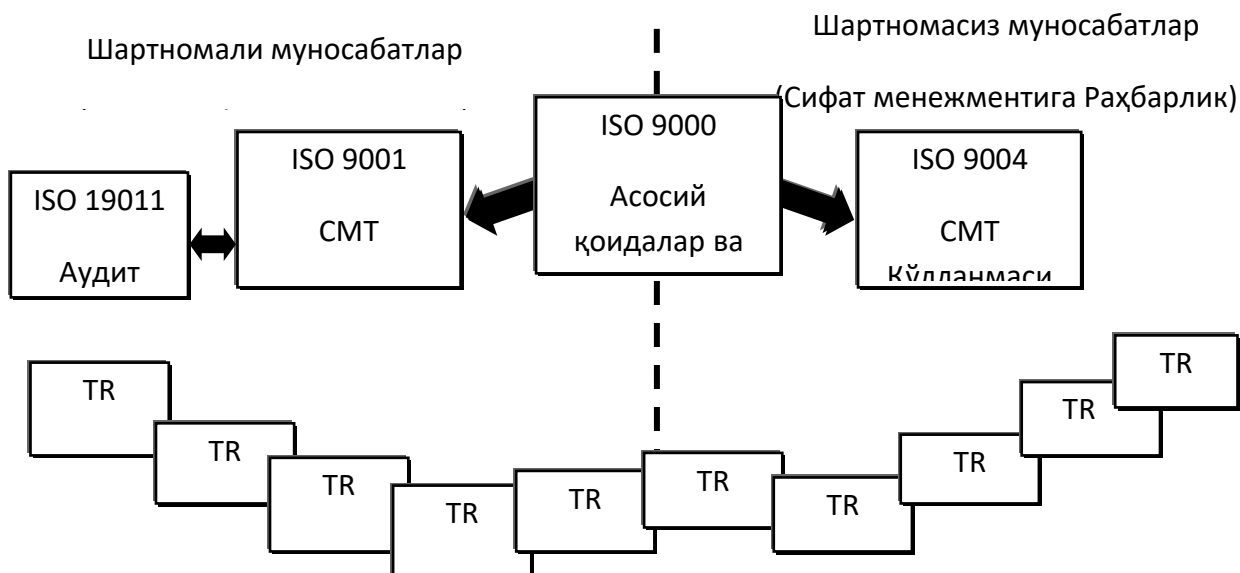 Шартномали муносабатлар
Шартномасиз муносабатлар
(Сифат менежментига Раҳбарлик)
ISO 19011
Аудит
ISO 9001
СМТ
ISO 9000
Асосий
қоидалар ва
ISO 9004
СМТ
Қўлланмаси
TR
TR
TR
TR
TR
TR
TR
TR
TR
TR